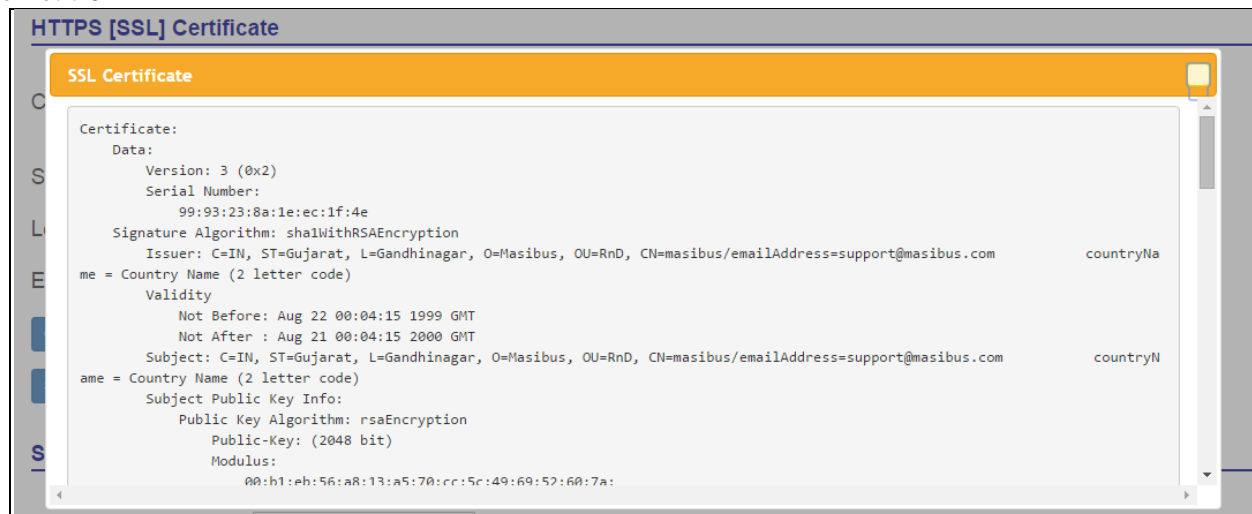 HTTPS [SSL] Certificate
SSL Certificate
Certificate:
Data:
Version: 3 (0x2)
Serial Number:
99:93:23:8a:1e:ec:1f:4e
Signature Algorithm: sha1WithRSAEncryption
Issuer: C=IN, ST=Gujarat, L=Gandhinagar, O=Masibus, OU=RnD, CN=masibus/emailAddress=support@masibus.com countryNa
me = Country Name (2 letter code)
Validity
Not Before: Aug 22 00:04:15 1999 GMT
Not After : Aug 21 00:04:15 2000 GMT
Subject: C=IN, ST=Gujarat, L=Gandhinagar, O=Masibus, OU=RnD, CN=masibus/emailAddress=support@masibus.com countryN
ame = Country Name (2 letter code)
Subject Public Key Info:
Public Key Algorithm: rsaEncryption
Public-Key: (2048 bit)
Modulus:
00:b1:eb:56:a8:13:a5:70:cc:5c:49:69:52:60:7a: